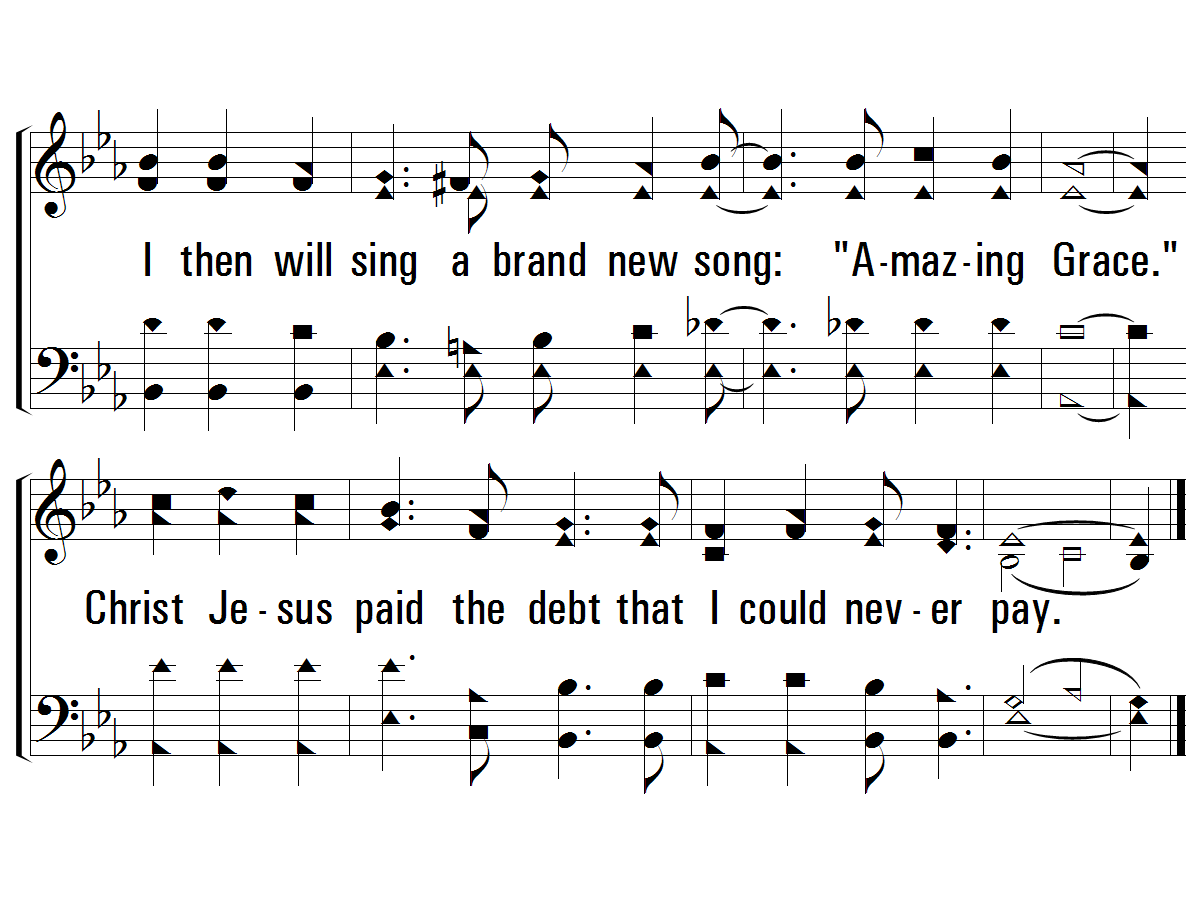 I then will sing a brand new song: "A-maz-ing Grace."
Christ Je-sus paid the debt that I could nev-er pay.